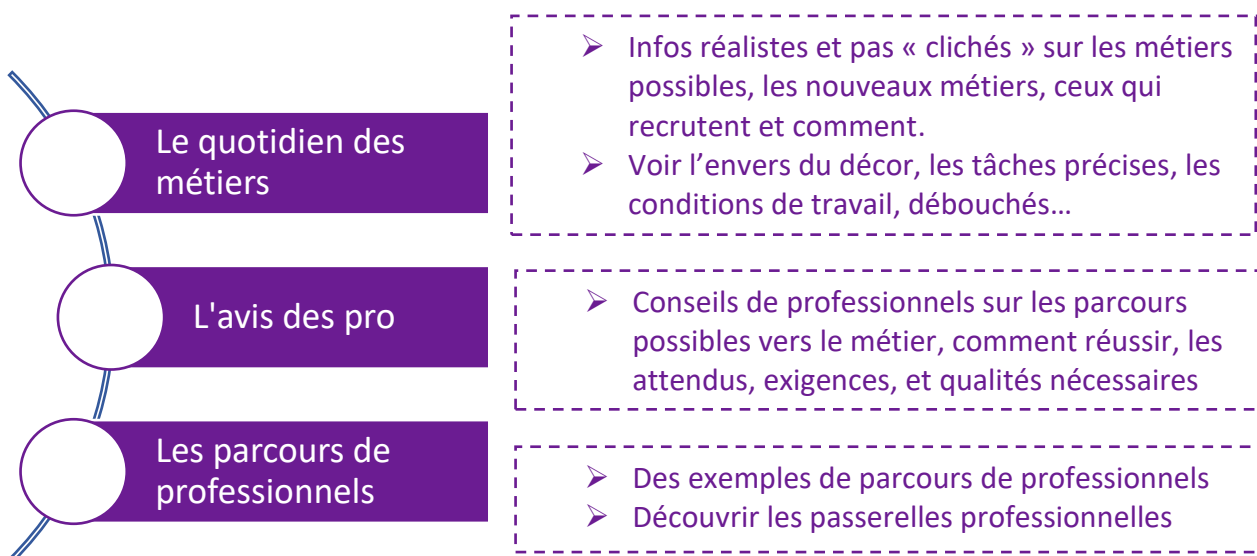 Le quotidien des
métiers
➢ Infos réalistes et pas « clichés » sur les métiers
possibles, les nouveaux métiers, ceux qui
recrutent et comment.
➢ Voir l’envers du décor, les tâches précises, les
conditions de travail, débouchés…
L'avis des pro
➢ Conseils de professionnels sur les parcours
possibles vers le métier, comment réussir, les
attendus, exigences, et qualités nécessaires
Les parcours de
professionnels
➢ Des exemples de parcours de professionnels
➢ Découvrir les passerelles professionnelles